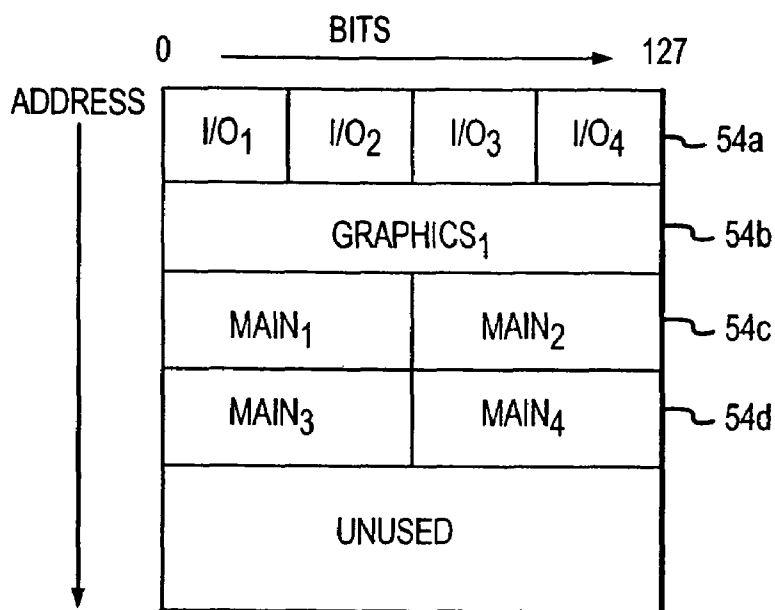 BITS
0 127
ADDRESS
I/O1 I/O2 I/O3 I/O4 54a
GRAPHICS1 54b
MAIN1 MAIN2 54c
MAIN3 MAIN4 54d
UNUSED